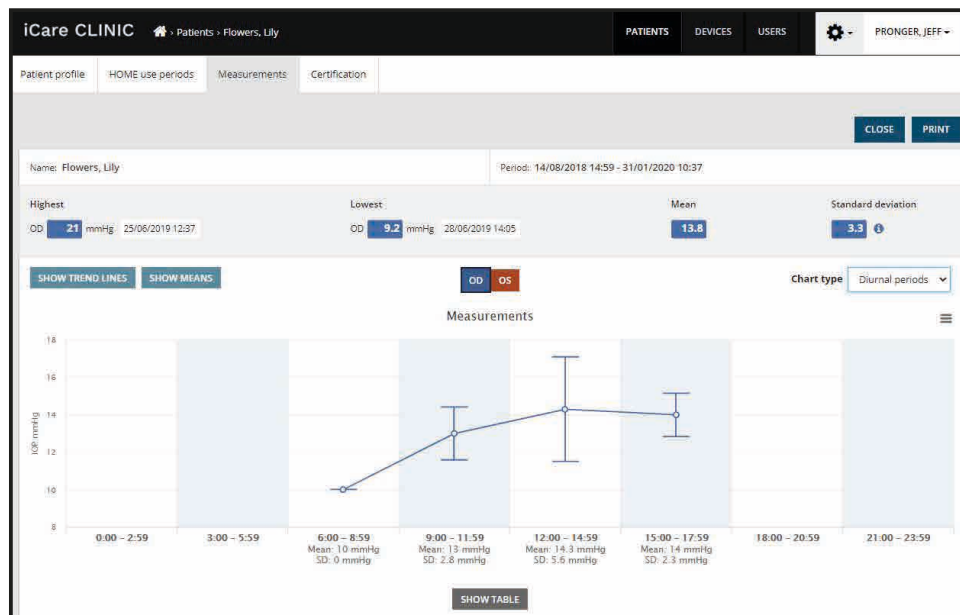 iCare CLINIC › Patients › Flowers, Lily PATIENTS DEVICES USERS PRONGER, JEFF
Patient profile HOME use periods Measurements Certification
CLOSE PRINT
Name: Flowers, Lily Period: 14/08/2018 14:59 - 31/01/2020 10:37
Highest Lowest Mean Standard deviation
OD 21 mmHg 25/06/2019 12:37 OD 9.2 mmHg 28/06/2019 14:05 13.8 3.3
SHOW TREND LINES SHOW MEANS OD OS Chart type Diurnal periods
Measurements
18
16
14
12
10
8
IOP mmHg
0:00 – 2:59 3:00 – 5:59 6:00 – 8:59 9:00 – 11:59 12:00 – 14:59 15:00 – 17:59 18:00 – 20:59 21:00 – 23:59
Mean: 10 mmHg Mean: 13 mmHg Mean: 14.3 mmHg Mean: 14 mmHg
SD: 0 mmHg SD: 2.8 mmHg SD: 5.6 mmHg SD: 2.3 mmHg
SHOW TABLE